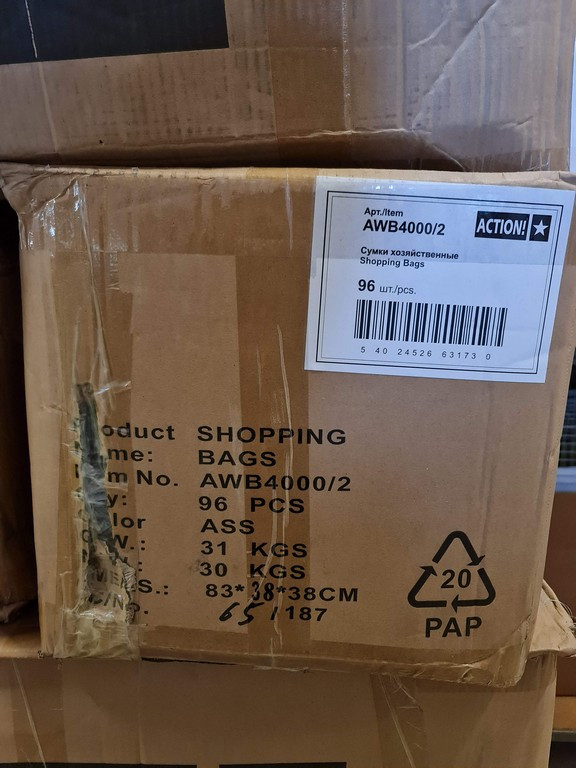 Арт./Item
AWB4000/2
ACTION!
Сумки хозяйственные
Shopping Bags
96 шт./pcs.
5 40 24526 63173 0
oduct SHOPPING
me: BAGS
m No. AWB4000/2
y: 96 PCS
lor ASS
.W.: 31 KGS
: 30 KGS
MEAS.: 83*38*38CM
C/No. 65/187
20
PAP